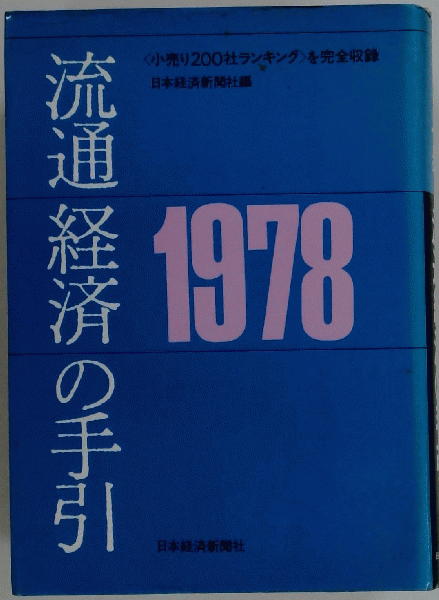 〈小売り200社ランキング〉を完全収録
日本経済新聞社編
流通経済の手引
1978
日本経済新聞社